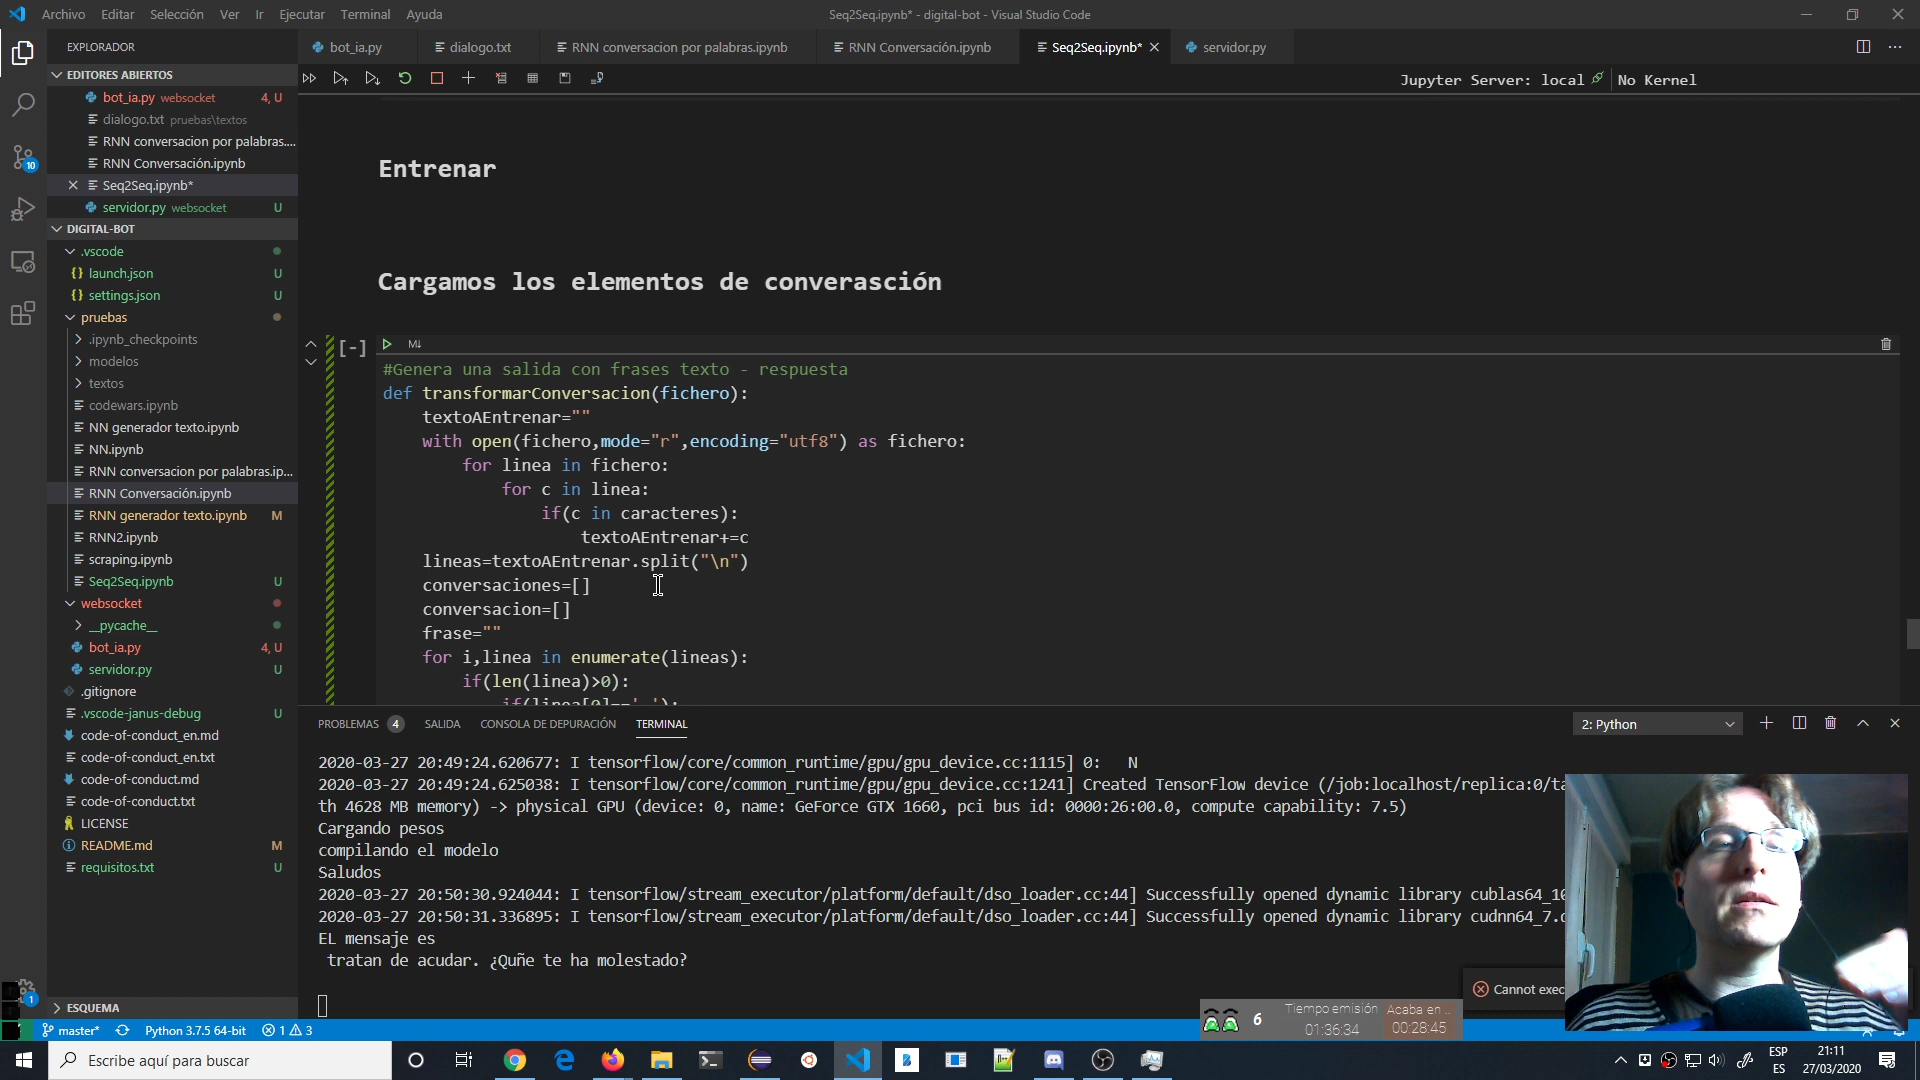 Archivo Editar Selección Ver Ir Ejecutar Terminal Ayuda
Seq2Seq.ipynb* - digital-bot - Visual Studio Code
EXPLORADOR
bot_ia.py
dialogo.txt
RNN conversacion por palabras.ipynb
RNN Conversación.ipynb
Seq2Seq.ipynb*
servidor.py
EDITORES ABIERTOS
Jupyter Server: local
No Kernel
bot_ia.py websocket 4, U
dialogo.txt pruebas\textos
RNN conversacion por palabras....
RNN Conversación.ipynb
Seq2Seq.ipynb*
servidor.py websocket U
DIGITAL-BOT
.vscode
launch.json U
settings.json U
pruebas
.ipynb_checkpoints
modelos
textos
codewars.ipynb
NN generador texto.ipynb
NN.ipynb
RNN conversacion por palabras.ip...
RNN Conversación.ipynb
RNN generador texto.ipynb M
RNN2.ipynb
scraping.ipynb
Seq2Seq.ipynb U
websocket
__pycache__
bot_ia.py 4, U
servidor.py U
.gitignore
.vscode-janus-debug U
code-of-conduct_en.md
code-of-conduct_en.txt
code-of-conduct.md
code-of-conduct.txt
LICENSE
README.md M
requisitos.txt U
ESQUEMA
10
1
Entrenar
Cargamos los elementos de converasción
[-]
M↓
#Genera una salida con frases texto - respuesta
def transformarConversacion(fichero):
textoAEntrenar=""
with open(fichero,mode="r",encoding="utf8") as fichero:
for linea in fichero:
for c in linea:
if(c in caracteres):
textoAEntrenar+=c
lineas=textoAEntrenar.split("\n")
conversaciones=[]
conversacion=[]
frase=""
for i,linea in enumerate(lineas):
if(len(linea)>0):
PROBLEMAS 4 SALIDA CONSOLA DE DEPURACIÓN TERMINAL
2: Python
2020-03-27 20:49:24.620677: I tensorflow/core/common_runtime/gpu/gpu_device.cc:1115] 0: N
2020-03-27 20:49:24.625038: I tensorflow/core/common_runtime/gpu/gpu_device.cc:1241] Created TensorFlow device (/job:localhost/replica:0/ta
th 4628 MB memory) -> physical GPU (device: 0, name: GeForce GTX 1660, pci bus id: 0000:26:00.0, compute capability: 7.5)
Cargando pesos
compilando el modelo
Saludos
2020-03-27 20:50:30.924044: I tensorflow/stream_executor/platform/default/dso_loader.cc:44] Successfully opened dynamic library cublas64_10
2020-03-27 20:50:31.336895: I tensorflow/stream_executor/platform/default/dso_loader.cc:44] Successfully opened dynamic library cudnn64_7.
EL mensaje es
tratan de acudar. ¿Quñe te ha molestado?
Cannot exec
6
Tiempo emisión
01:36:34
Acaba en ..
00:28:45
master* Python 3.7.5 64-bit 1 3
Escribe aquí para buscar
ESP
ES
21:11
27/03/2020